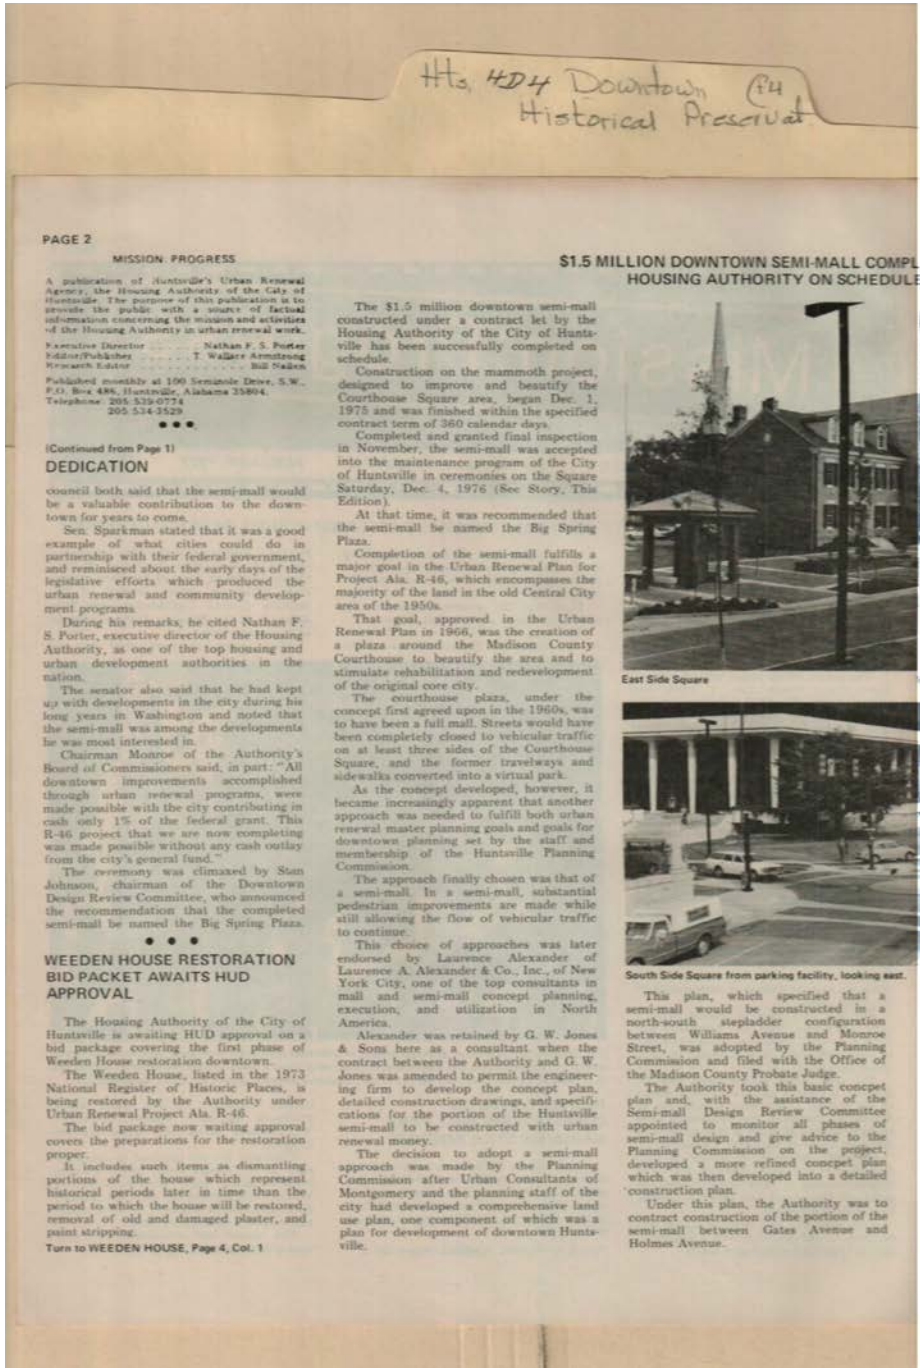 Hts, 4D4 Downtown
Historical Preservat
PAGE 2
MISSION: PROGRESS
A publication of Huntsville's Urban Renewal
Agency, the Housing Authority of the City of
Huntsville. The purpose of this publication is to
provide the public with a source of factual
information concerning the mission and activities
of the Housing Authority in urban renewal work.
Executive Director . . . . . . . . Nathan F. S. Porter
Editor/Publisher . . . . . . . T. Wallace Armstrong
Research Editor . . . . . . . . . . . . . . Bill Nallen
Published monthly at 100 Seminole Drive, S.W.,
P.O. Box 486, Huntsville, Alabama 35804.
Telephone: 205 539-0774
205 534-3529
(Continued from Page 1)
DEDICATION
council both said that the semi-mall would
be a valuable contribution to the down-
town for years to come.
Sen. Sparkman stated that it was a good
example of what cities could do in
partnership with their federal government,
and reminisced about the early days of the
legislative efforts which produced the
urban renewal and community develop-
ment programs.
During his remarks, he cited Nathan F.
S. Porter, executive director of the Housing
Authority, as one of the top housing and
urban development authorities in the
nation.
The senator also said that he had kept
up with developments in the city during his
long years in Washington and noted that
the semi-mall was among the developments
he was most interested in.
Chairman Monroe of the Authority's
Board of Commissioners said, in part: "All
downtown improvements accomplished
through urban renewal programs, were
made possible with the city contributing in
cash only 1% of the federal grant. This
R-46 project that we are now completing
was made possible without any cash outlay
from the city's general fund."
The ceremony was climaxed by Stan
Johnson, chairman of the Downtown
Design Review Committee, who announced
the recommendation that the completed
semi-mall be named the Big Spring Plaza.
WEEDEN HOUSE RESTORATION
BID PACKET AWAITS HUD
APPROVAL
The Housing Authority of the City of
Huntsville is awaiting HUD approval on a
bid package covering the first phase of
Weeden House restoration downtown.
The Weeden House, listed in the 1973
National Register of Historic Places, is
being restored by the Authority under
Urban Renewal Project Ala. R-46.
The bid package now waiting approval
covers the preparations for the restoration
proper.
It includes such items as dismantling
portions of the house which represent
historical periods later in time than the
period to which the house will be restored,
removal of old and damaged plaster, and
paint stripping.
Turn to WEEDEN HOUSE, Page 4, Col. 1
$1.5 MILLION DOWNTOWN SEMI-MALL COMPL
HOUSING AUTHORITY ON SCHEDULE
The $1.5 million downtown semi-mall
constructed under a contract let by the
Housing Authority of the City of Hunts-
ville has been successfully completed on
schedule.
Construction on the mammoth project,
designed to improve and beautify the
Courthouse Square area, began Dec. 1,
1975 and was finished within the specified
contract term of 360 calendar days.
Completed and granted final inspection
in November, the semi-mall was accepted
into the maintenance program of the City
of Huntsville in ceremonies on the Square
Saturday, Dec. 4, 1976 (See Story, This
Edition).
At that time, it was recommended that
the semi-mall be named the Big Spring
Plaza.
Completion of the semi-mall fulfills a
major goal in the Urban Renewal Plan for
Project Ala. R-46, which encompasses the
majority of the land in the old Central City
area of the 1950s.
That goal, approved in the Urban
Renewal Plan in 1966, was the creation of
a plaza around the Madison County
Courthouse to beautify the area and to
stimulate rehabilitation and redevelopment
of the original core city.
The courthouse plaza, under the
concept first agreed upon in the 1960s, was
to have been a full mall. Streets would have
been completely closed to vehicular traffic
on at least three sides of the Courthouse
Square, and the former travelways and
sidewalks converted into a virtual park.
As the concept developed, however, it
became increasingly apparent that another
approach was needed to fulfill both urban
renewal master planning goals and goals for
downtown planning set by the staff and
membership of the Huntsville Planning
Commission.
The approach finally chosen was that of
a semi-mall. In a semi-mall, substantial
pedestrian improvements are made while
still allowing the flow of vehicular traffic
to continue.
This choice of approaches was later
endorsed by Laurence Alexander of
Laurence A. Alexander & Co., Inc., of New
York City, one of the top consultants in
mall and semi-mall concept planning,
execution, and utilization in North
America.
Alexander was retained by G. W. Jones
& Sons here as a consultant when the
contract between the Authority and G. W.
Jones was amended to permit the engineer-
ing firm to develop the concept plan,
detailed construction drawings, and specifi-
cations for the portion of the Huntsville
semi-mall to be constructed with urban
renewal money.
The decision to adopt a semi-mall
approach was made by the Planning
Commission after Urban Consultants of
Montgomery and the planning staff of the
city had developed a comprehensive land
use plan, one component of which was a
plan for development of downtown Hunts-
ville.
East Side Square
South Side Square from parking facility, looking east.
This plan, which specified that a
semi-mall would be constructed in a
north-south stepladder configuration
between Williams Avenue and Monroe
Street, was adopted by the Planning
Commission and filed with the Office of
the Madison County Probate Judge.
The Authority took this basic concpet
plan and, with the assistance of the
Semi-mall Design Review Committee
appointed to monitor all phases of
semi-mall design and give advice to the
Planning Commission on the project,
developed a more refined concpet plan
which was then developed into a detailed
construction plan.
Under this plan, the Authority was to
contract construction of the portion of the
semi-mall between Gates Avenue and
Holmes Avenue.